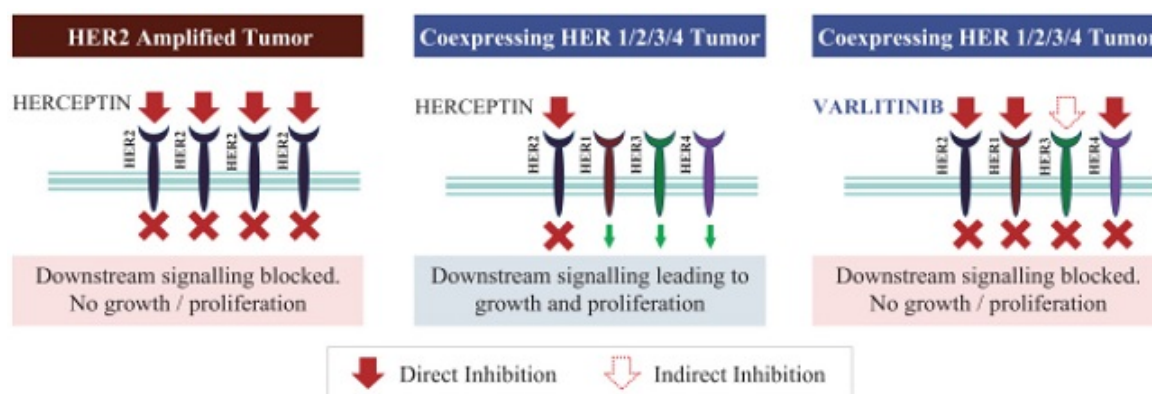 HER2 Amplified Tumor
HERCEPTIN
HER2
HER2
HER2
HER2
Downstream signalling blocked.
No growth / proliferation
Coexpressing HER 1/2/3/4 Tumor
HERCEPTIN
HER2
HER1
HER3
HER4
Downstream signalling leading to
growth and proliferation
Coexpressing HER 1/2/3/4 Tumor
VARLITINIB
HER2
HER1
HER3
HER4
Downstream signalling blocked.
No growth / proliferation
Direct Inhibition
Indirect Inhibition